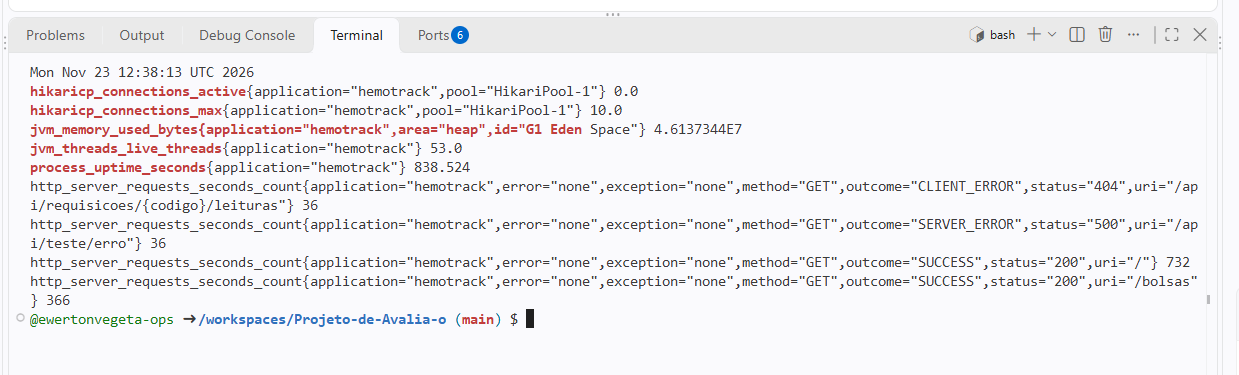 Problems Output Debug Console Terminal Ports 6 bash
Mon Nov 23 12:38:13 UTC 2026
hikaricp_connections_active{application="hemotrack",pool="HikariPool-1"} 0.0
hikaricp_connections_max{application="hemotrack",pool="HikariPool-1"} 10.0
jvm_memory_used_bytes{application="hemotrack",area="heap",id="G1 Eden Space"} 4.6137344E7
jvm_threads_live_threads{application="hemotrack"} 53.0
process_uptime_seconds{application="hemotrack"} 838.524
http_server_requests_seconds_count{application="hemotrack",error="none",exception="none",method="GET",outcome="CLIENT_ERROR",status="404",uri="/ap
i/requisicoes/{codigo}/leituras"} 36
http_server_requests_seconds_count{application="hemotrack",error="none",exception="none",method="GET",outcome="SERVER_ERROR",status="500",uri="/ap
i/teste/erro"} 36
http_server_requests_seconds_count{application="hemotrack",error="none",exception="none",method="GET",outcome="SUCCESS",status="200",uri="/"} 732
http_server_requests_seconds_count{application="hemotrack",error="none",exception="none",method="GET",outcome="SUCCESS",status="200",uri="/bolsas"
} 366
@ewertonvegeta-ops ➜/workspaces/Projeto-de-Avalia-o (main) $